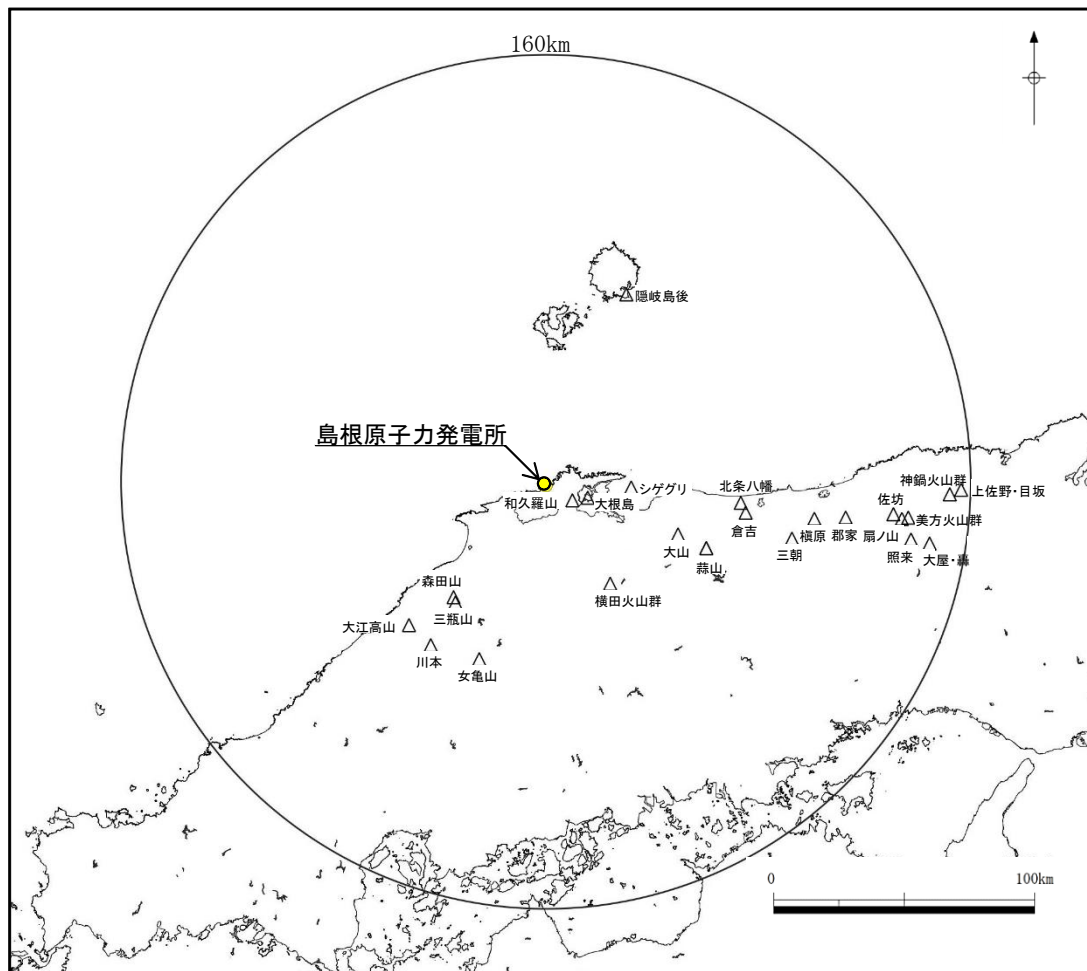 160km
隠岐島後
島根原子力発電所
シゲグリ
北条八幡
神鍋火山群
上佐野・目坂
和久羅山
大根島
佐坊
倉吉
槇原
郡家
扇ノ山
美方火山群
大山
三朝
照来
大屋・轟
蒜山
森田山
横田火山群
三瓶山
大江高山
川本
女亀山
0
100km